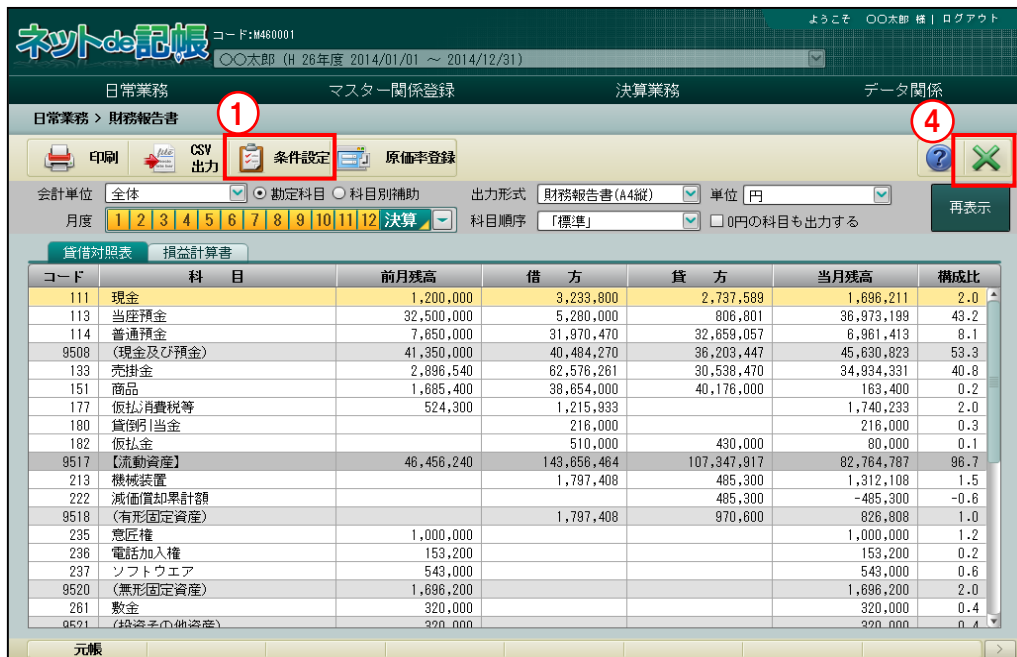 ようこそ 〇〇太郎 様 | ログアウト
ネットde記帳 コード:M460001
〇〇太郎 (H 26年度 2014/01/01 ～ 2014/12/31)
日常業務 マスター関係登録 決算業務 データ関係
日常業務 > 財務報告書
1 4
印刷 CSV出力 条件設定 原価率登録 ?
会計単位 全体 勘定科目 科目別補助 出力形式 財務報告書(A4縦) 単位 円 再表示
月度 1 2 3 4 5 6 7 8 9 10 11 12 決算 科目順序 「標準」 0円の科目も出力する
貸借対照表 損益計算書
コード 科 目 前月残高 借 方 貸 方 当月残高 構成比
111 現金 1,200,000 3,233,800 2,737,589 1,696,211 2.0
113 当座預金 32,500,000 5,280,000 806,801 36,973,199 43.2
114 普通預金 7,650,000 31,970,470 32,659,057 6,961,413 8.1
9508 (現金及び預金) 41,350,000 40,484,270 36,203,447 45,630,823 53.3
133 売掛金 2,896,540 62,576,261 30,538,470 34,934,331 40.8
151 商品 1,685,400 38,654,000 40,176,000 163,400 0.2
177 仮払消費税等 524,300 1,215,933 1,740,233 2.0
180 貸倒引当金 216,000 216,000 0.3
182 仮払金 510,000 430,000 80,000 0.1
9517 【流動資産】 46,456,240 143,656,464 107,347,917 82,764,787 96.7
213 機械装置 1,797,408 485,300 1,312,108 1.5
222 減価償却累計額 485,300 -485,300 -0.6
9518 (有形固定資産) 1,797,408 970,600 826,808 1.0
235 意匠権 1,000,000 1,000,000 1.2
236 電話加入権 153,200 153,200 0.2
237 ソフトウエア 543,000 543,000 0.6
9520 (無形固定資産) 1,696,200 1,696,200 2.0
261 敷金 320,000 320,000 0.4
9521 (投資その他資産) 320,000 320,000 0.4
元帳